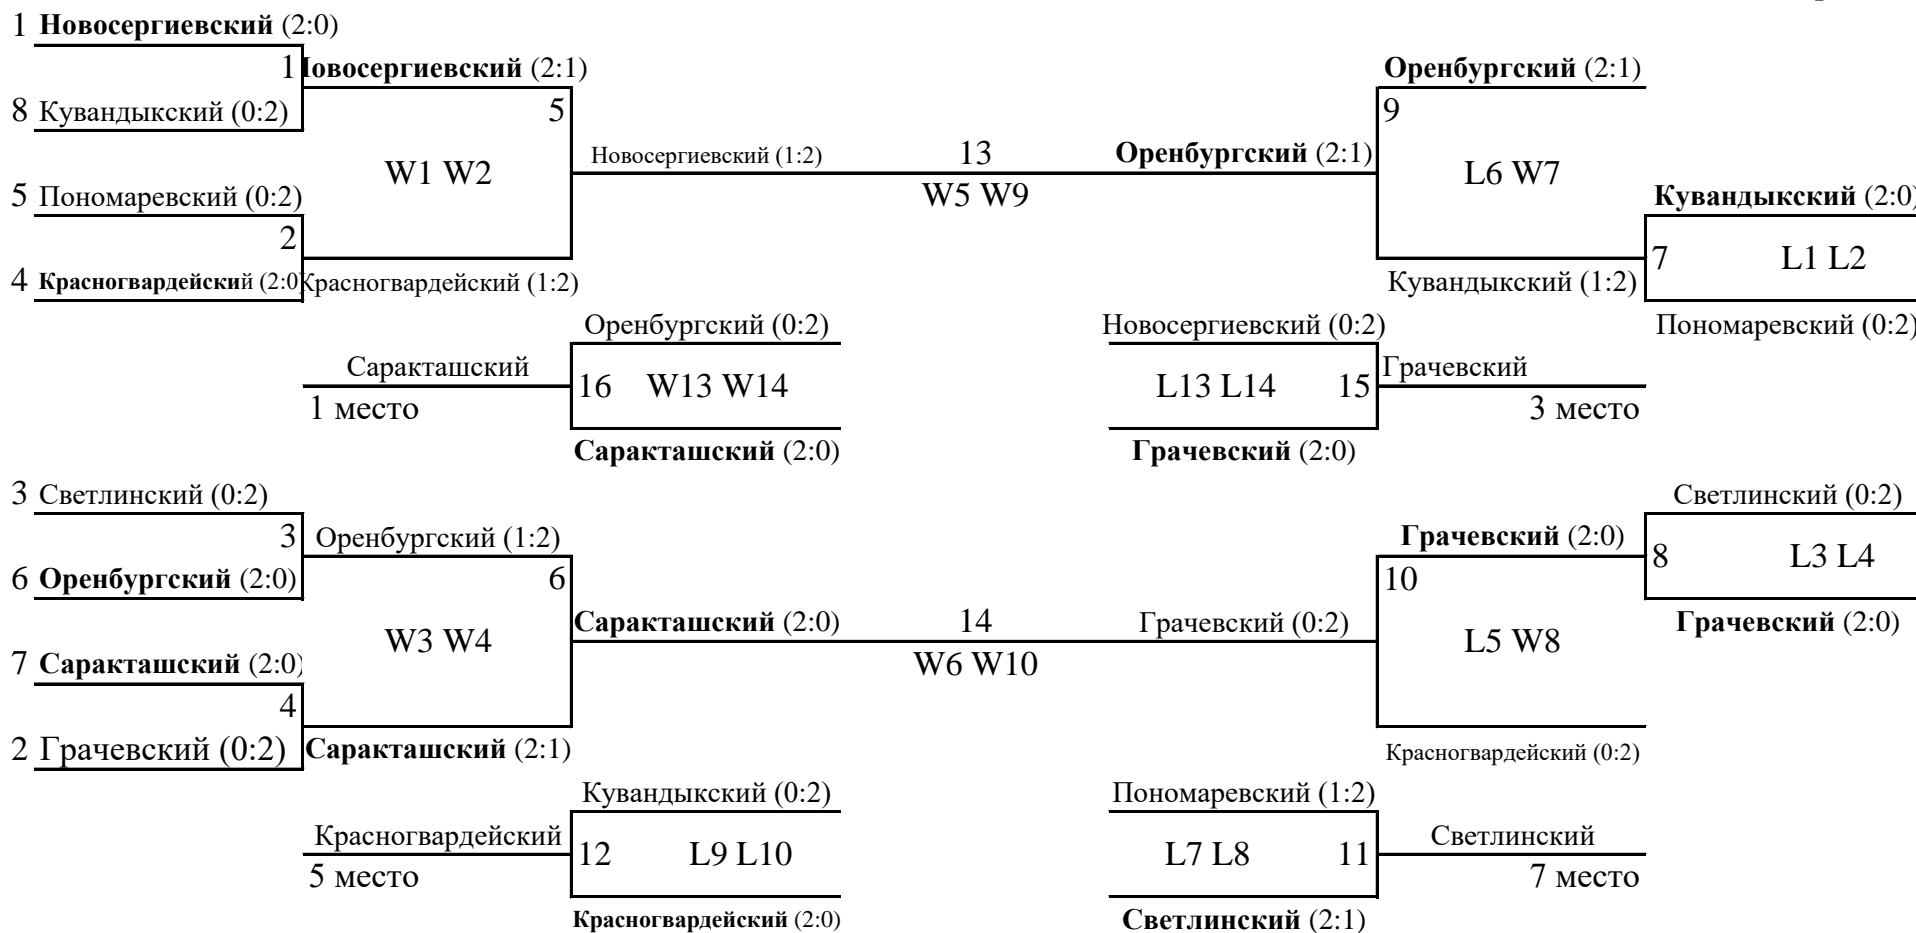 1 Новосергиевский (2:0)
1 Новосергиевский (2:1)
Оренбургский (2:1)
8 Кувандыкский (0:2)
5
9
W1 W2
Новосергиевский (1:2)
13
Оренбургский (2:1)
L6 W7
5 Пономаревский (0:2)
W5 W9
Кувандыкский (2:0)
2
7
L1 L2
4 Красногвардейский (2:0)
Красногвардейский (1:2)
Кувандыкский (1:2)
Оренбургский (0:2)
Новосергиевский (0:2)
Пономаревский (0:2)
Саракташский
16 W13 W14
L13 L14 15
Грачевский
1 место
3 место
Саракташский (2:0)
Грачевский (2:0)
3 Светлинский (0:2)
Светлинский (0:2)
3 Оренбургский (1:2)
Грачевский (2:0)
8 L3 L4
6 Оренбургский (2:0)
6
10
Саракташский (2:0)
14
Грачевский (0:2)
Грачевский (2:0)
W3 W4
L5 W8
7 Саракташский (2:0)
W6 W10
4
2 Грачевский (0:2)
Саракташский (2:1)
Красногвардейский (0:2)
Кувандыкский (0:2)
Пономаревский (1:2)
Красногвардейский
12 L9 L10
L7 L8 11
Светлинский
5 место
7 место
Красногвардейский (2:0)
Светлинский (2:1)